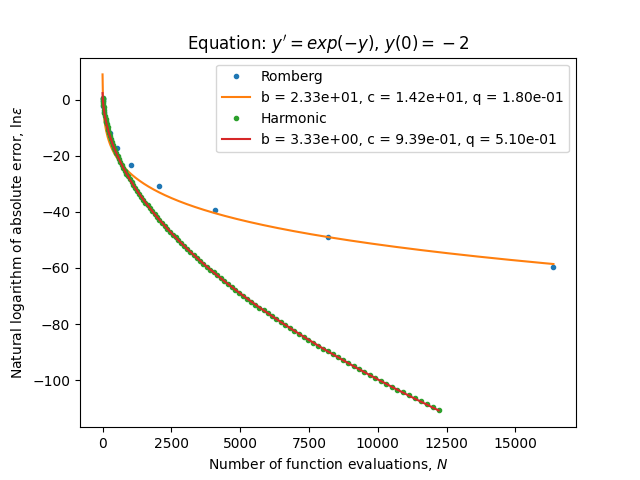 Equation: y' = exp(−y), y(0) = −2
Romberg
b = 2.33e+01, c = 1.42e+01, q = 1.80e-01
Harmonic
b = 3.33e+00, c = 9.39e-01, q = 5.10e-01
Natural logarithm of absolute error, lnε
0
−20
−40
−60
−80
−100
0 2500 5000 7500 10000 12500 15000
Number of function evaluations, N